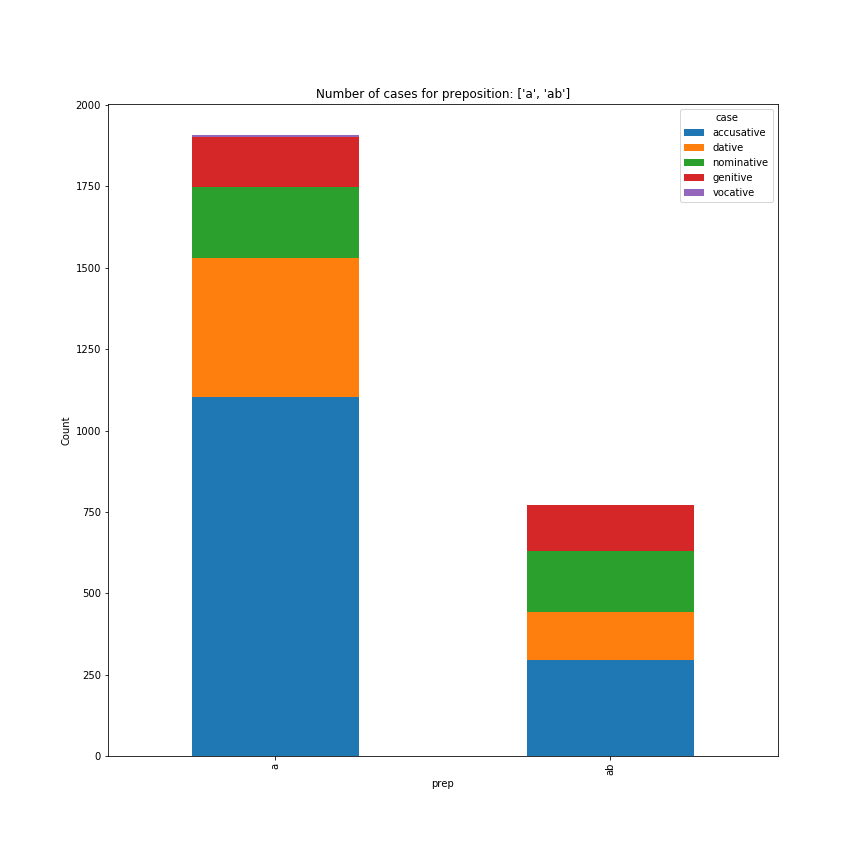 Number of cases for preposition: ['a', 'ab']
case
accusative
dative
nominative
genitive
vocative
2000
1750
1500
1250
1000
750
500
250
0
Count
a
ab
prep